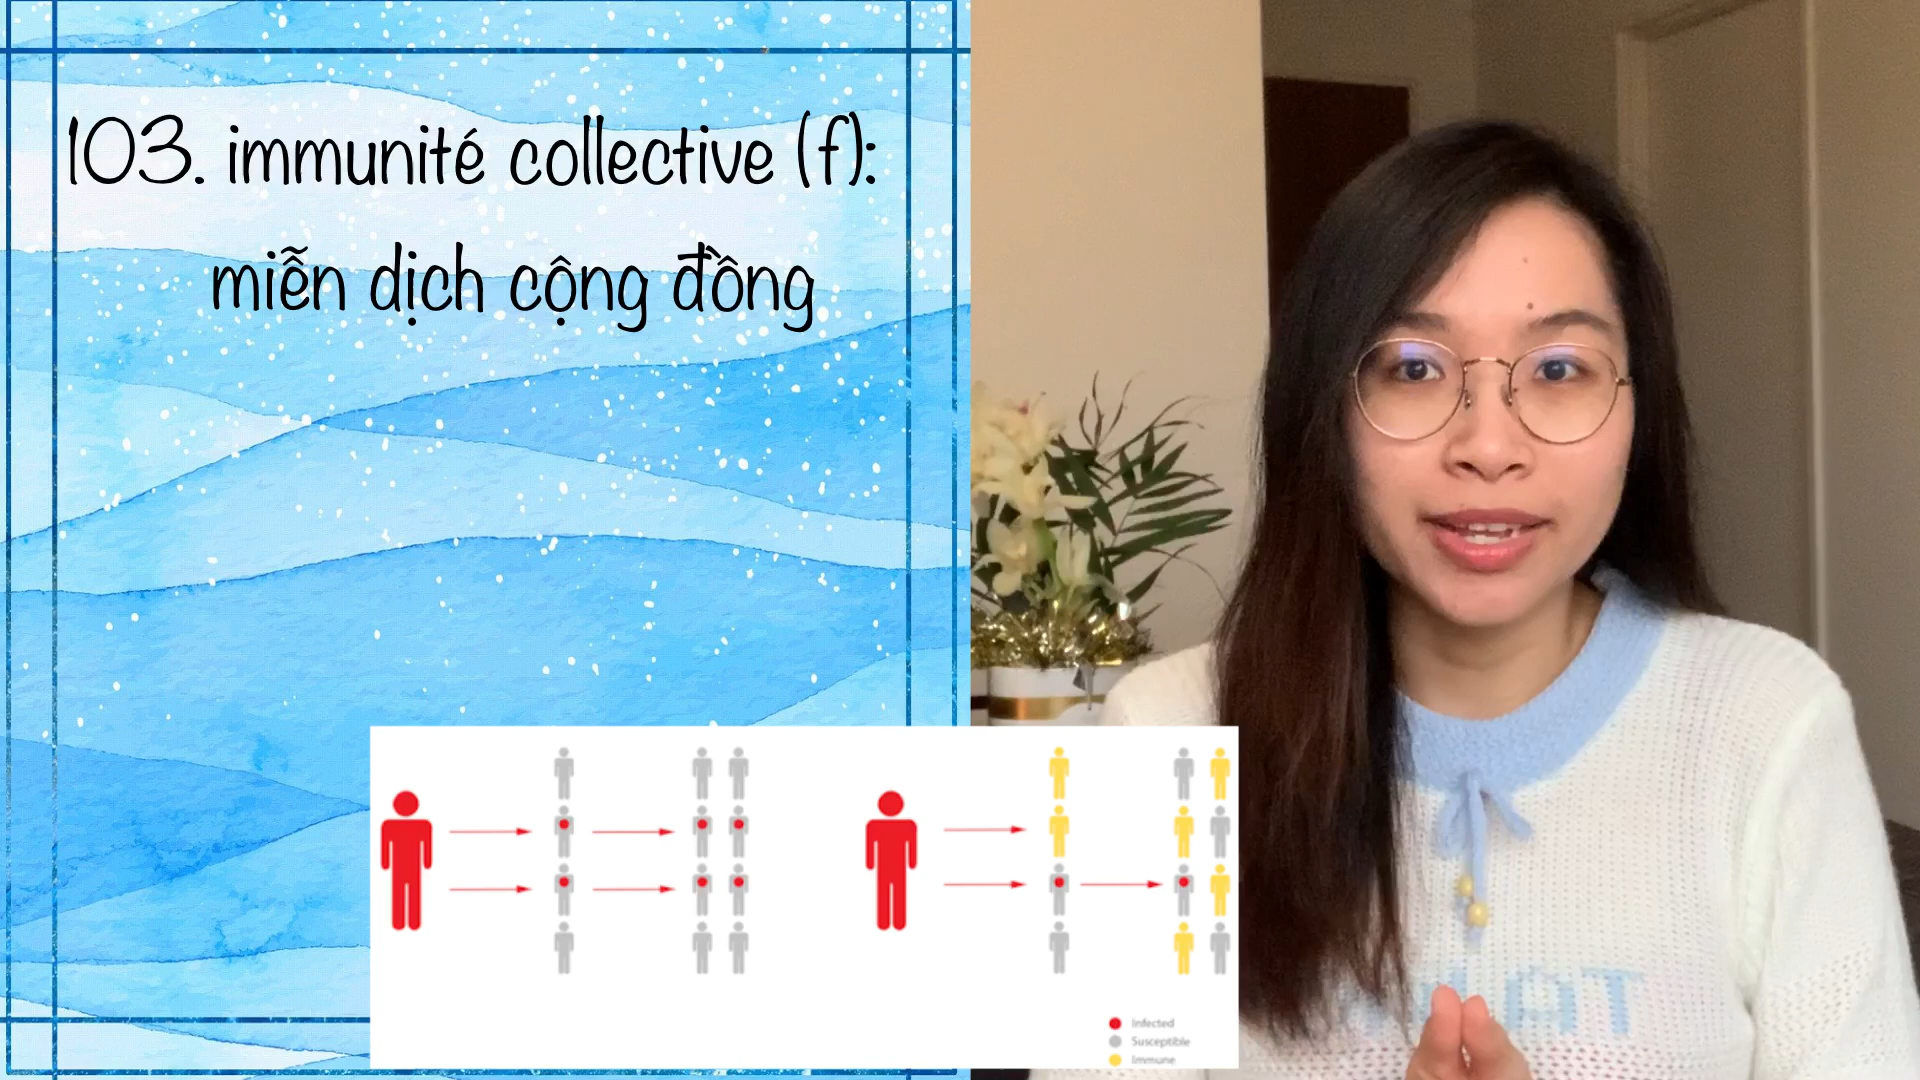 103. immunité collective (f):
miễn dịch cộng đồng
Infected
Susceptible
Immune